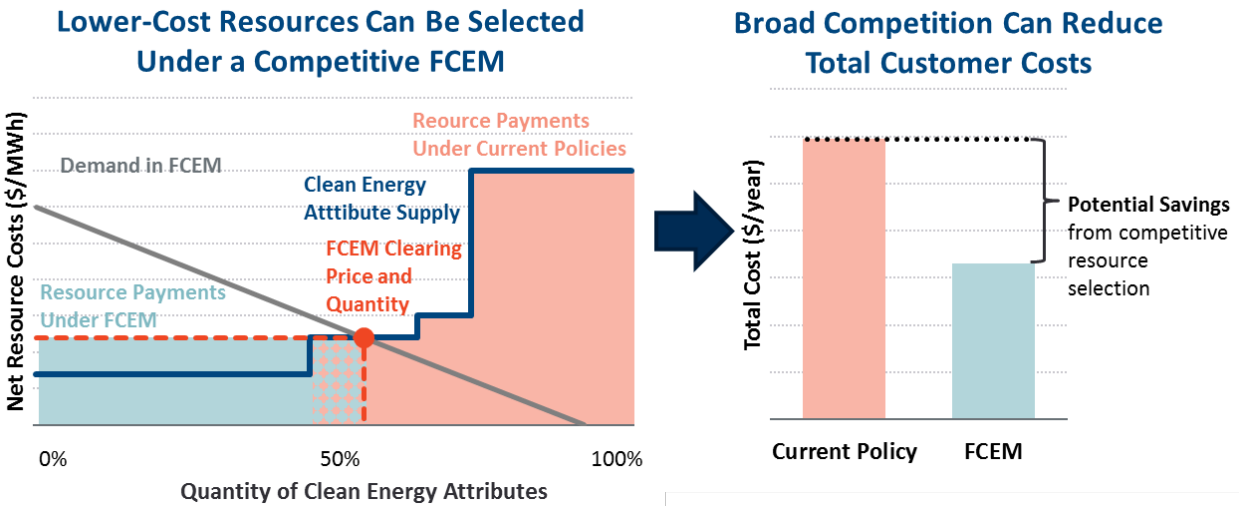 Lower-Cost Resources Can Be Selected
Under a Competitive FCEM
Net Resource Costs ($/MWh)
Demand in FCEM
Reource Payments
Under Current Policies
Clean Energy
Atttibute Supply
FCEM Clearing
Price and
Quantity
Resource Payments
Under FCEM
0%
50%
100%
Quantity of Clean Energy Attributes
Broad Competition Can Reduce
Total Customer Costs
Total Cost ($/year)
Potential Savings
from competitive
resource
selection
Current Policy
FCEM